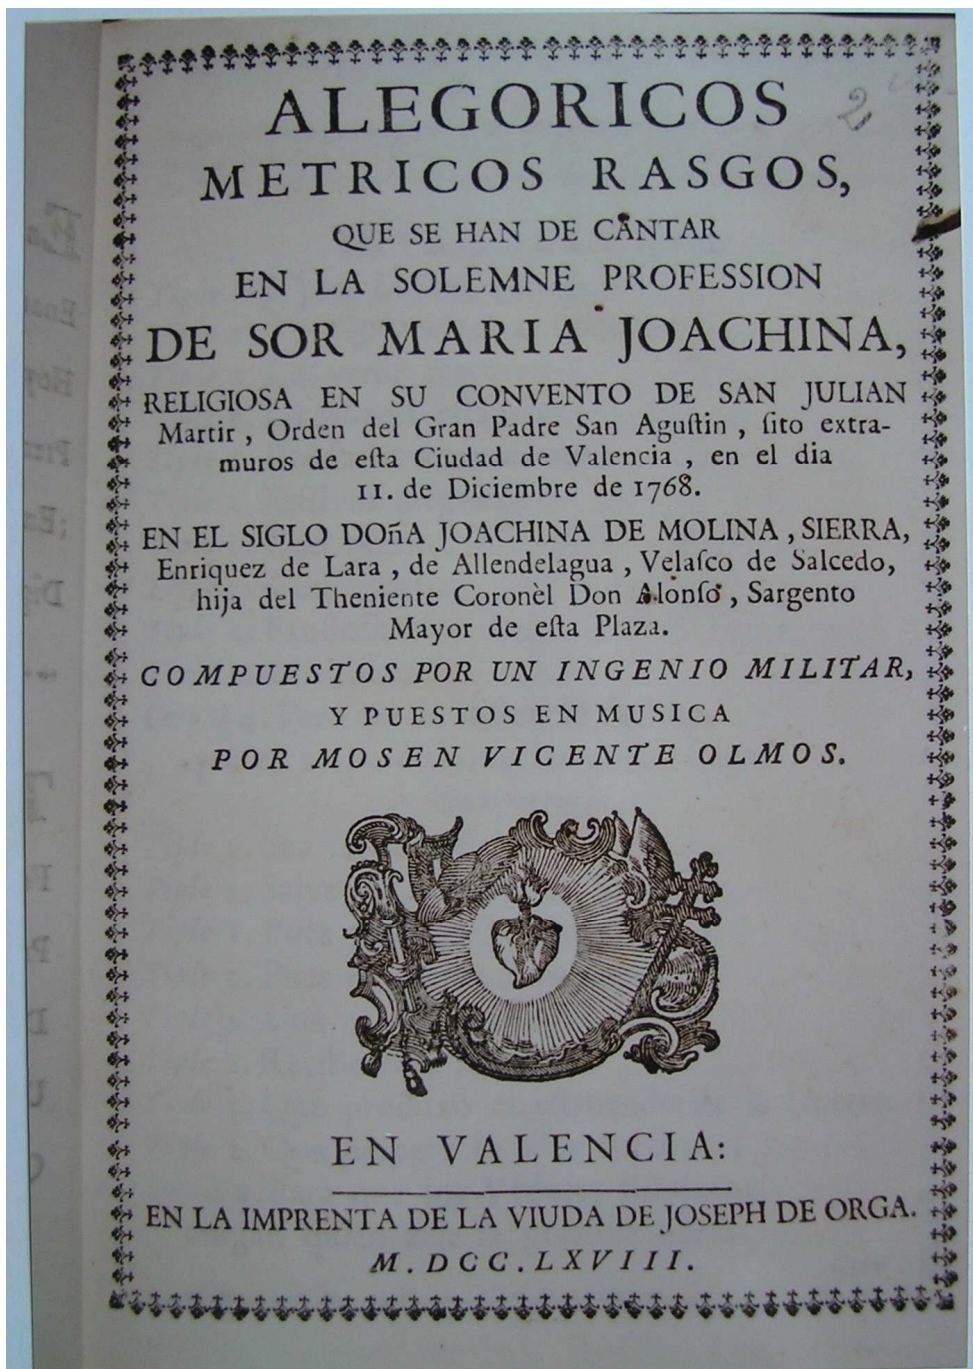 2
ALEGORICOS
METRICOS RASGOS,
QUE SE HAN DE CANTAR
EN LA SOLEMNE PROFESSION
DE SOR MARIA JOACHINA,
RELIGIOSA EN SU CONVENTO DE SAN JULIAN
Martir, Orden del Gran Padre San Aguſtin, ſito extra-
muros de eſta Ciudad de Valencia, en el dia
11. de Diciembre de 1768.
EN EL SIGLO DOñA JOACHINA DE MOLINA, SIERRA,
Enriquez de Lara, de Allendelagua, Velaſco de Salcedo,
hija del Theniente Coronèl Don Alonſo, Sargento
Mayor de eſta Plaza.
COMPUESTOS POR UN INGENIO MILITAR,
Y PUESTOS EN MUSICA
POR MOSEN VICENTE OLMOS.
EN VALENCIA:
EN LA IMPRENTA DE LA VIUDA DE JOSEPH DE ORGA.
M.DCC.LXVIII.